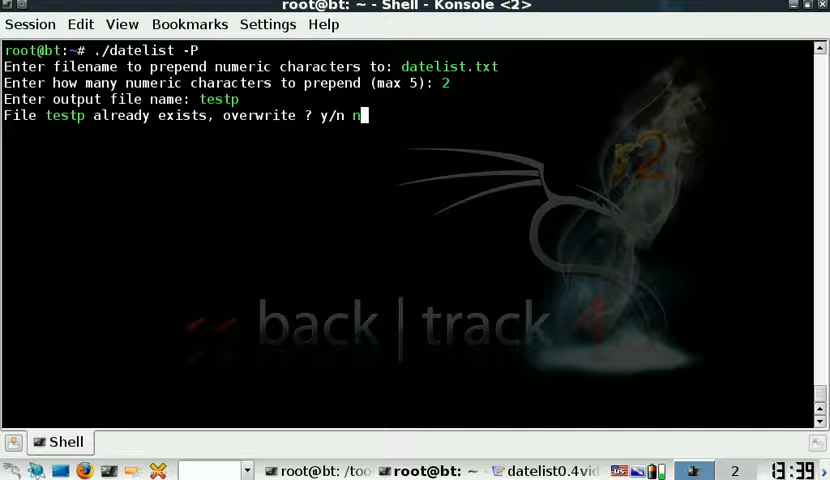 root@bt: ~ - Shell - Konsole <2>
Session Edit View Bookmarks Settings Help
root@bt:~# ./datelist -P
Enter filename to prepend numeric characters to: datelist.txt
Enter how many numeric characters to prepend (max 5): 2
Enter output file name: testp
File testp already exists, overwrite ? y/n n
r2
<< back | track 4
Shell
root@bt: /too
root@bt: ~
datelist0.4vid
2
13:39